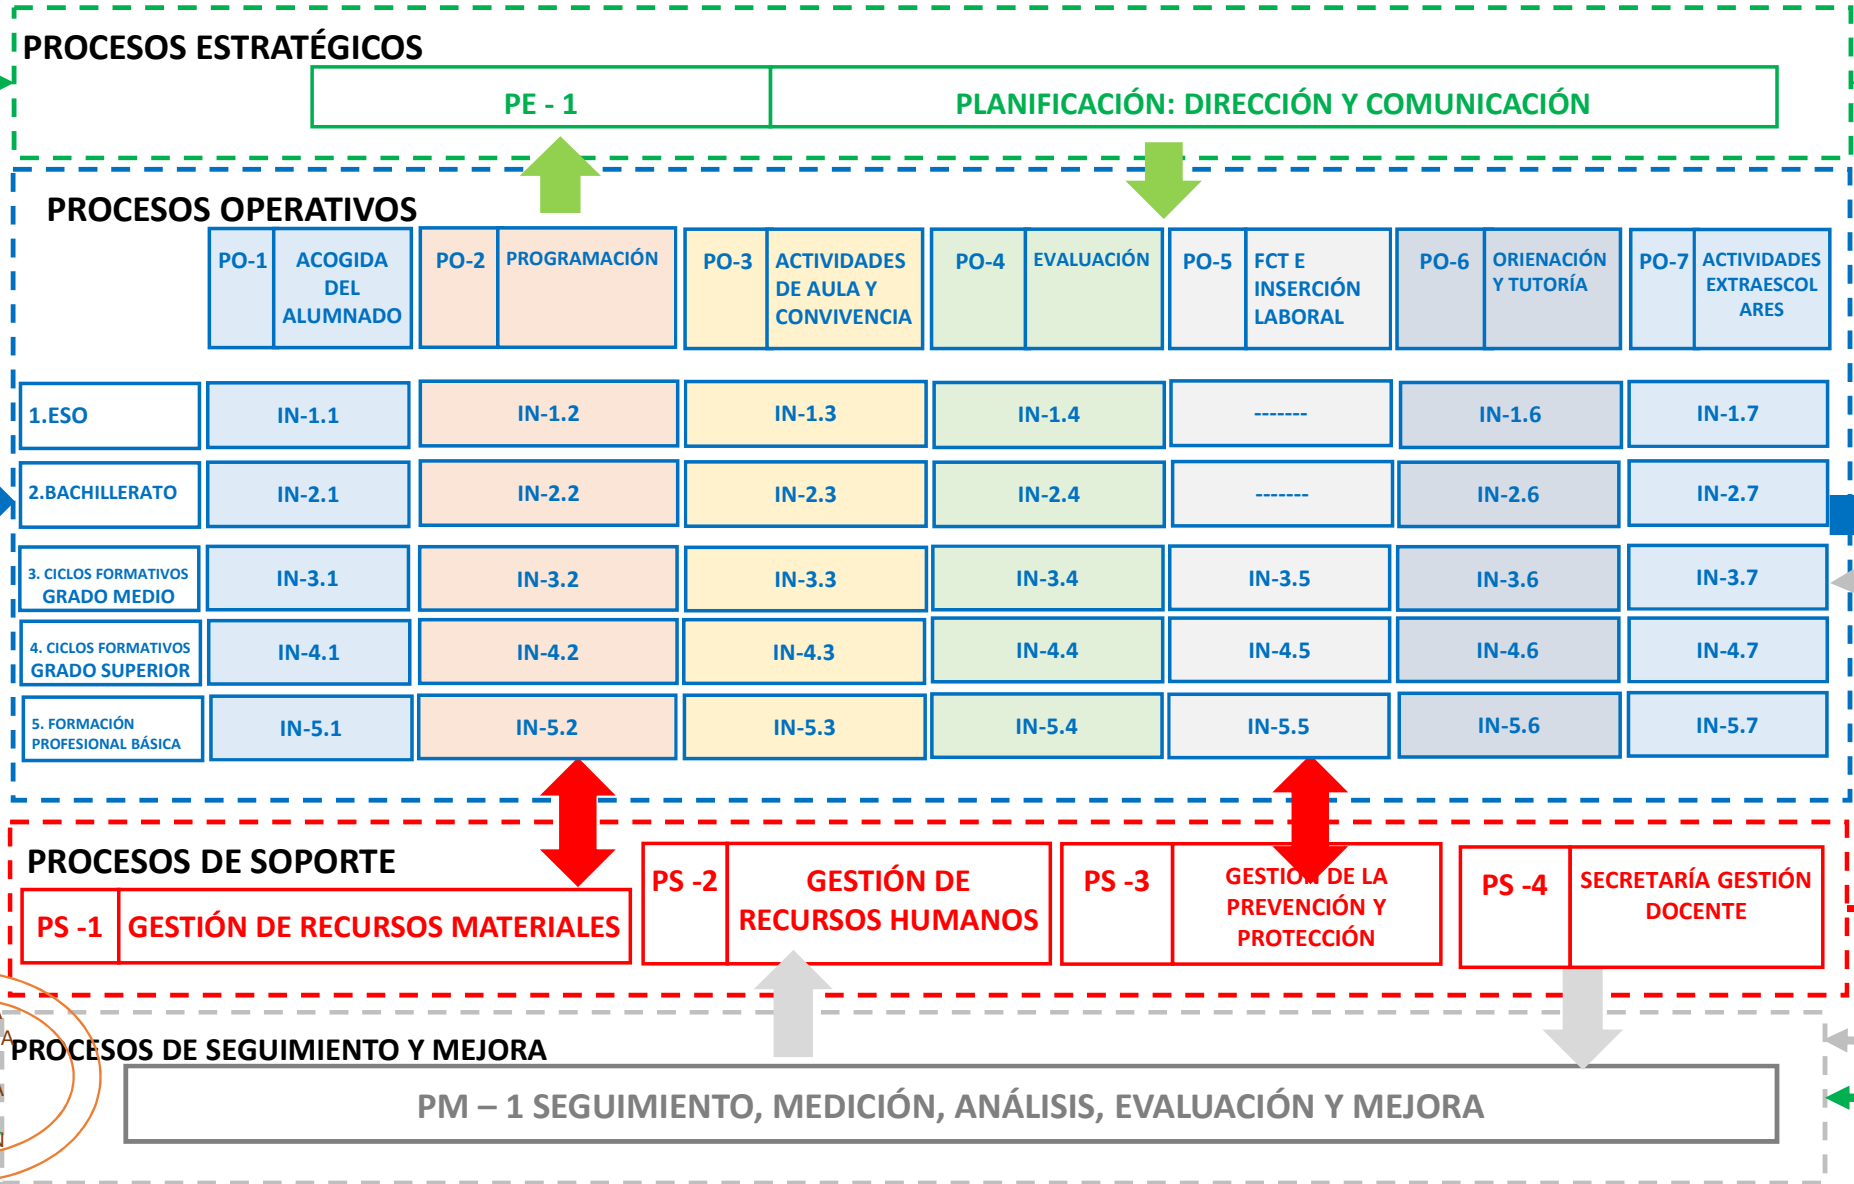 PROCESOS ESTRATÉGICOS
PE - 1
PLANIFICACIÓN: DIRECCIÓN Y COMUNICACIÓN
PROCESOS OPERATIVOS
PO-1
ACOGIDA
DEL
ALUMNADO
PO-2
PROGRAMACIÓN
PO-3
ACTIVIDADES
DE AULA Y
CONVIVENCIA
PO-4
EVALUACIÓN
PO-5
FCT E
INSERCIÓN
LABORAL
PO-6
ORIENACIÓN
Y TUTORÍA
PO-7
ACTIVIDADES
EXTRAESCOL
ARES
1.ESO
IN-1.1
IN-1.2
IN-1.3
IN-1.4
-------
IN-1.6
IN-1.7
2.BACHILLERATO
IN-2.1
IN-2.2
IN-2.3
IN-2.4
-------
IN-2.6
IN-2.7
3. CICLOS FORMATIVOS
GRADO MEDIO
IN-3.1
IN-3.2
IN-3.3
IN-3.4
IN-3.5
IN-3.6
IN-3.7
4. CICLOS FORMATIVOS
GRADO SUPERIOR
IN-4.1
IN-4.2
IN-4.3
IN-4.4
IN-4.5
IN-4.6
IN-4.7
5. FORMACIÓN
PROFESIONAL BÁSICA
IN-5.1
IN-5.2
IN-5.3
IN-5.4
IN-5.5
IN-5.6
IN-5.7
PROCESOS DE SOPORTE
PS -1
GESTIÓN DE RECURSOS MATERIALES
PS -2
GESTIÓN DE
RECURSOS HUMANOS
PS -3
GESTIÓN DE LA
PREVENCIÓN Y
PROTECCIÓN
PS -4
SECRETARÍA GESTIÓN
DOCENTE
PROCESOS DE SEGUIMIENTO Y MEJORA
PM – 1 SEGUIMIENTO, MEDICIÓN, ANÁLISIS, EVALUACIÓN Y MEJORA